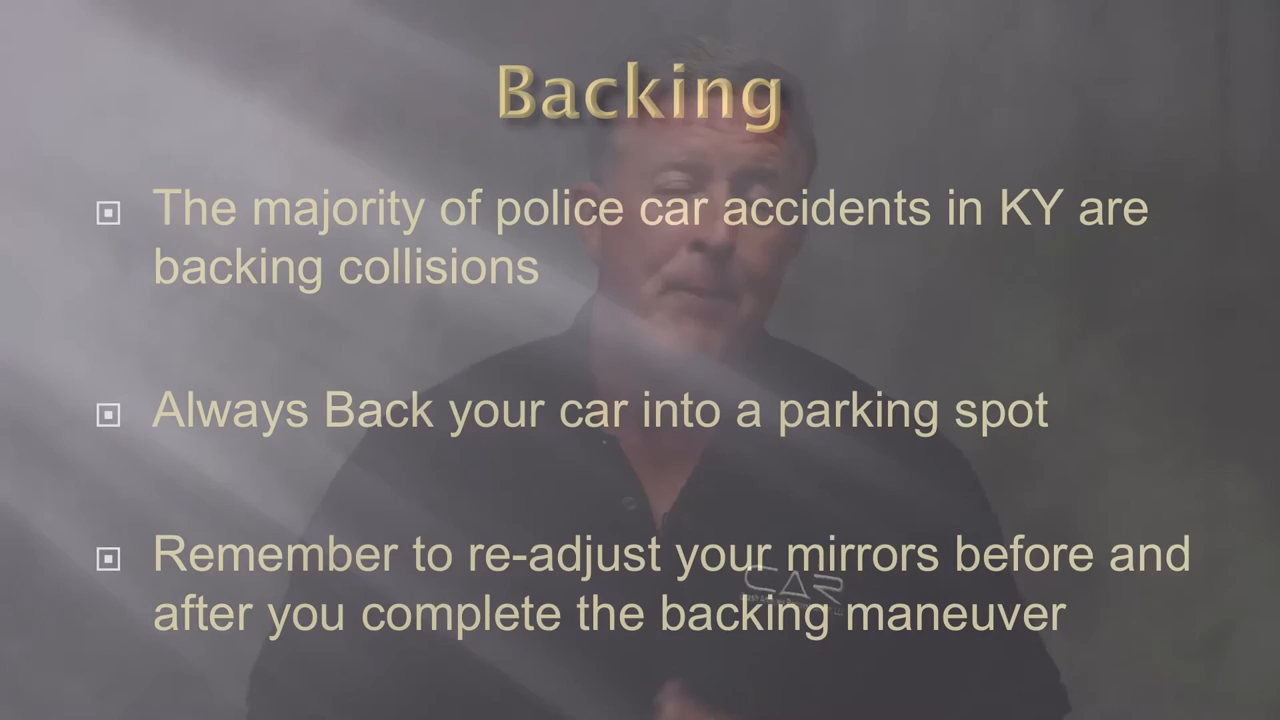 Backing
The majority of police car accidents in KY are
backing collisions
Always Back your car into a parking spot
Remember to re-adjust your mirrors before and
CAR
after you complete the backing maneuver